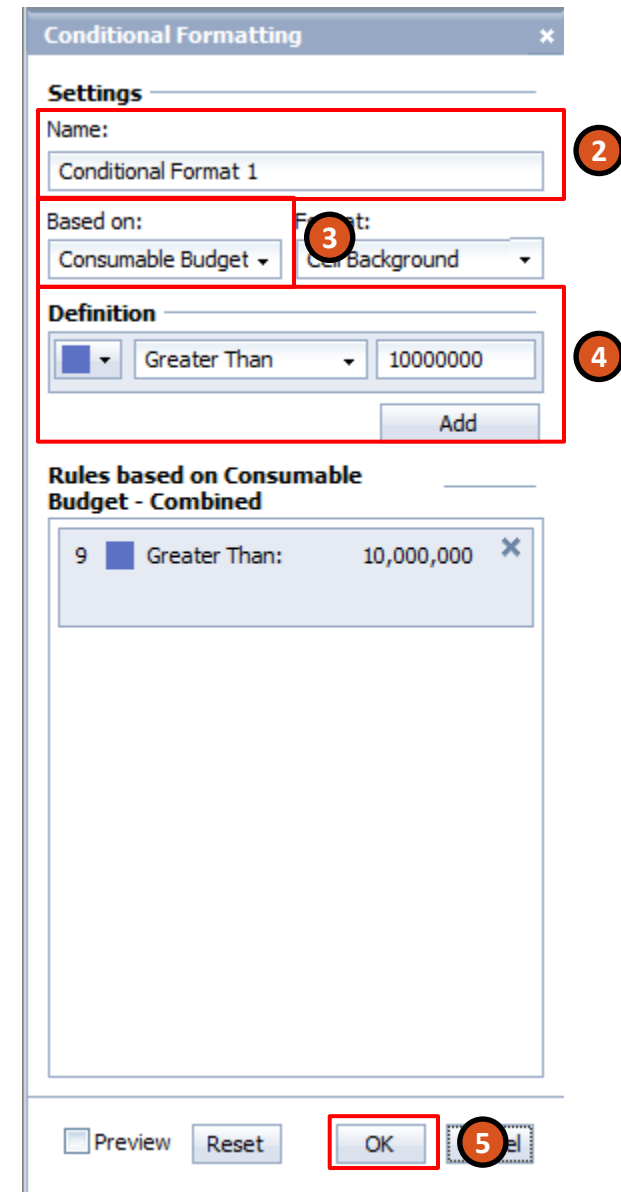 Conditional Formatting ×
Settings
Name:
2
Conditional Format 1
Based on:
3
Consumable Budget
Background
Definition
Greater Than 10000000
4
Add
Rules based on Consumable
Budget - Combined
9 Greater Than: 10,000,000 ×
Preview Reset OK 5